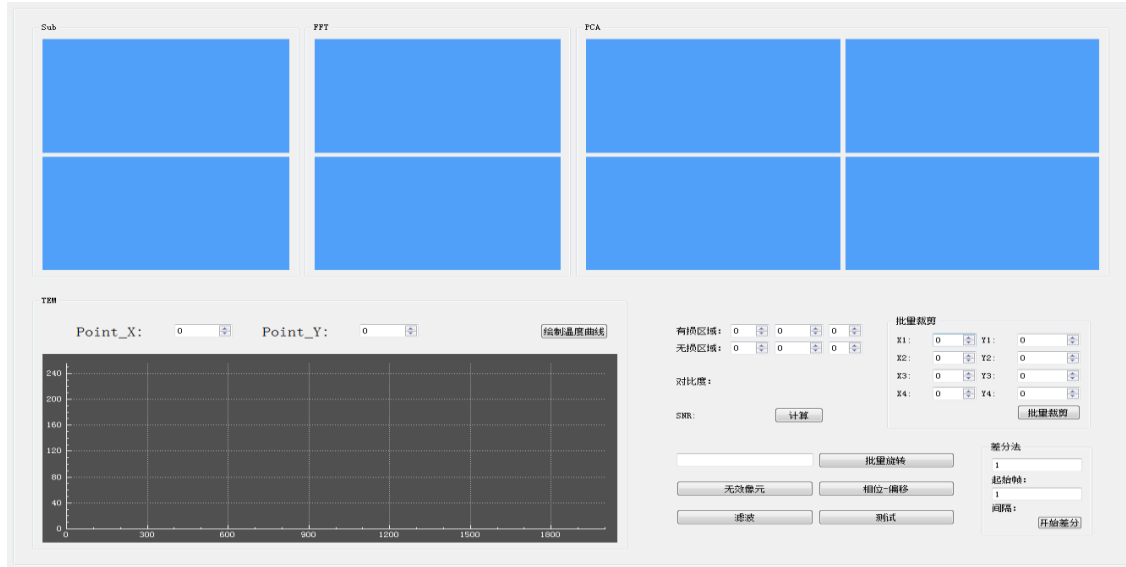 Sub
FFT
PCA
TEM
Point_X: 0
Point_Y: 0
绘制温度曲线
240
200
160
120
80
40
0
0 300 600 900 1200 1500 1800
有损区域: 0 0 0
无损区域: 0 0 0
对比度:
SNR:
计算
批量裁剪
X1: 0 Y1: 0
X2: 0 Y2: 0
X3: 0 Y3: 0
X4: 0 Y4: 0
批量裁剪
批量旋转
无效像元
相位-偏移
滤波
测试
差分法
1
起始帧:
1
间隔:
开始差分